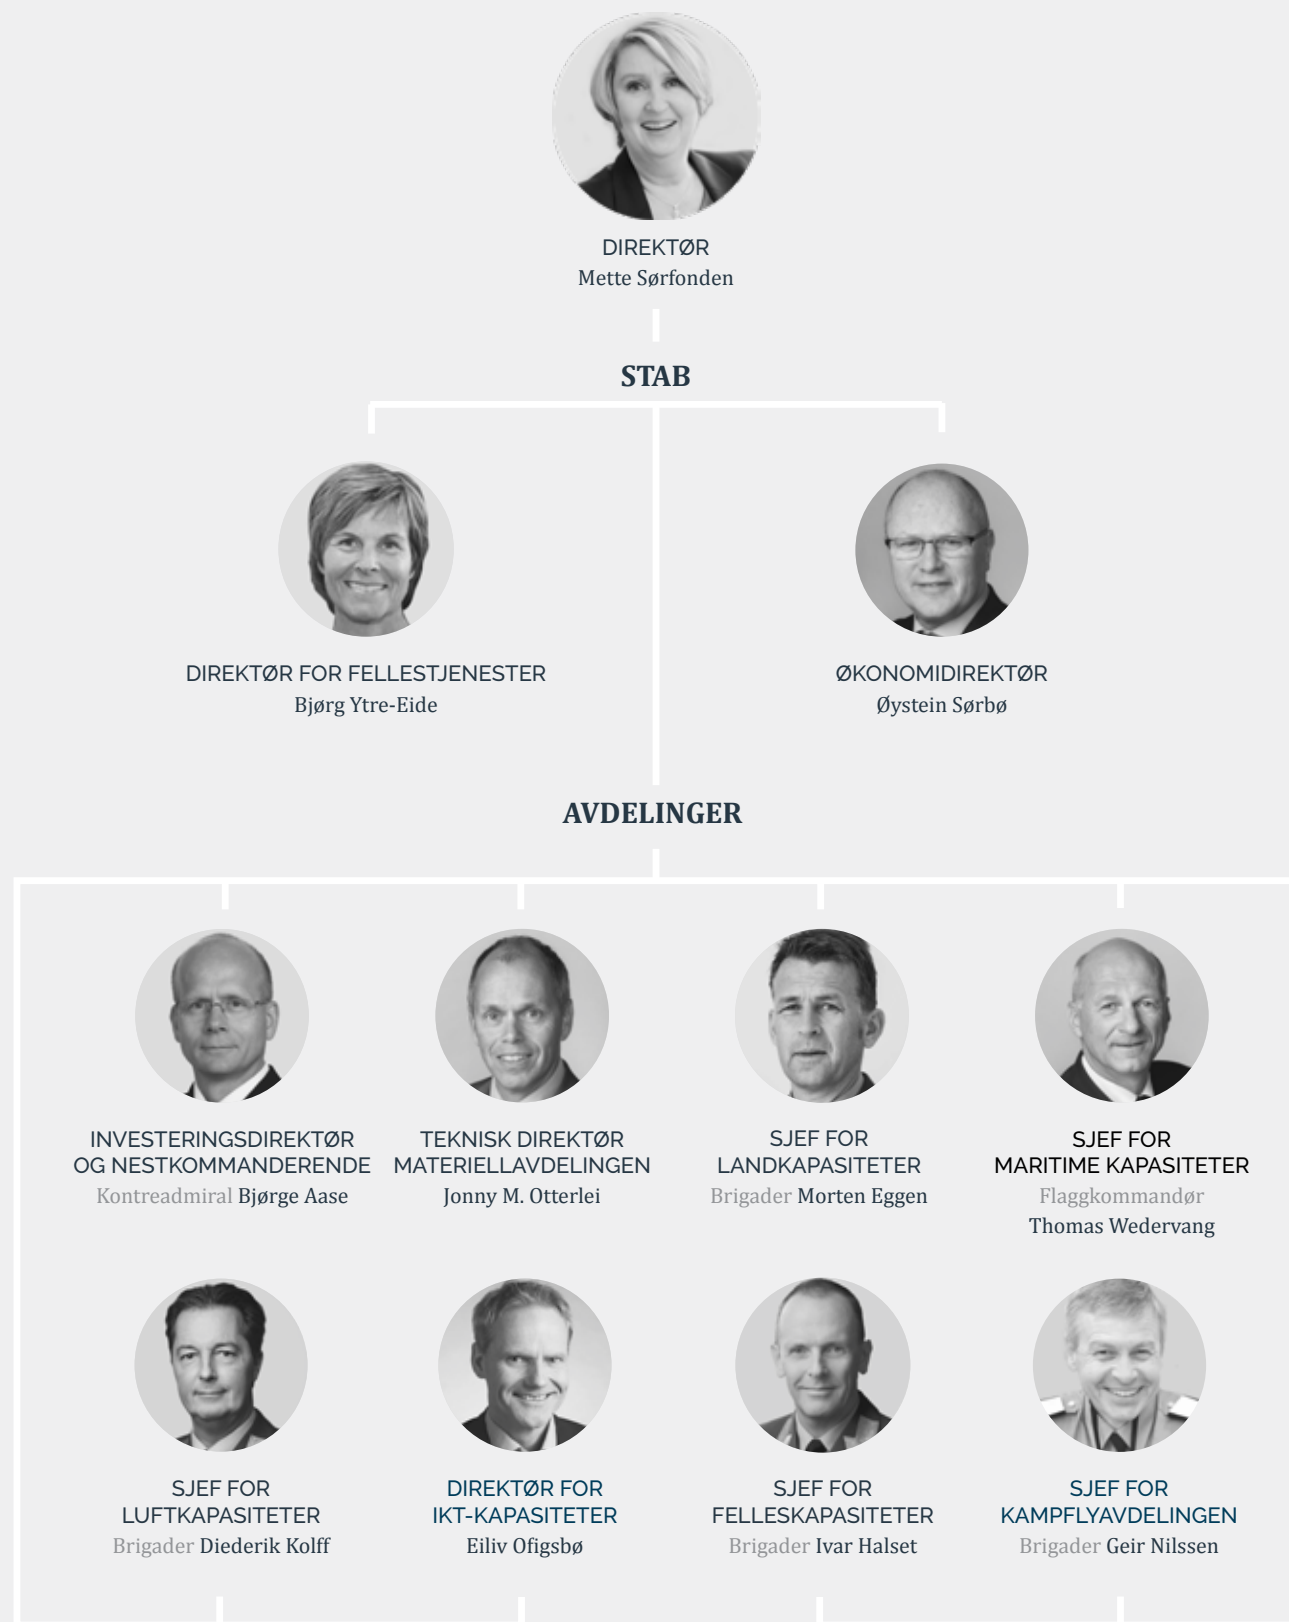 DIREKTØR
Mette Sørfonden
STAB
DIREKTØR FOR FELLESTJENESTER
Bjørg Ytre-Eide
ØKONOMIDIREKTØR
Øystein Sørbø
AVDELINGER
INVESTERINGSDIREKTØR
OG NESTKOMMANDERENDE
Kontreadmiral Bjørge Aase
TEKNISK DIREKTØR
MATERIELLAVDELINGEN
Jonny M. Otterlei
SJEF FOR
LANDKAPASITETER
Brigader Morten Eggen
SJEF FOR
MARITIME KAPASITETER
Flaggkommandør
Thomas Wedervang
SJEF FOR
LUFTKAPASITETER
Brigader Diederik Kolff
DIREKTØR FOR
IKT-KAPASITETER
Eiliv Ofigsbø
SJEF FOR
FELLESKAPASITETER
Brigader Ivar Halset
SJEF FOR
KAMPFLYAVDELINGEN
Brigader Geir Nilssen